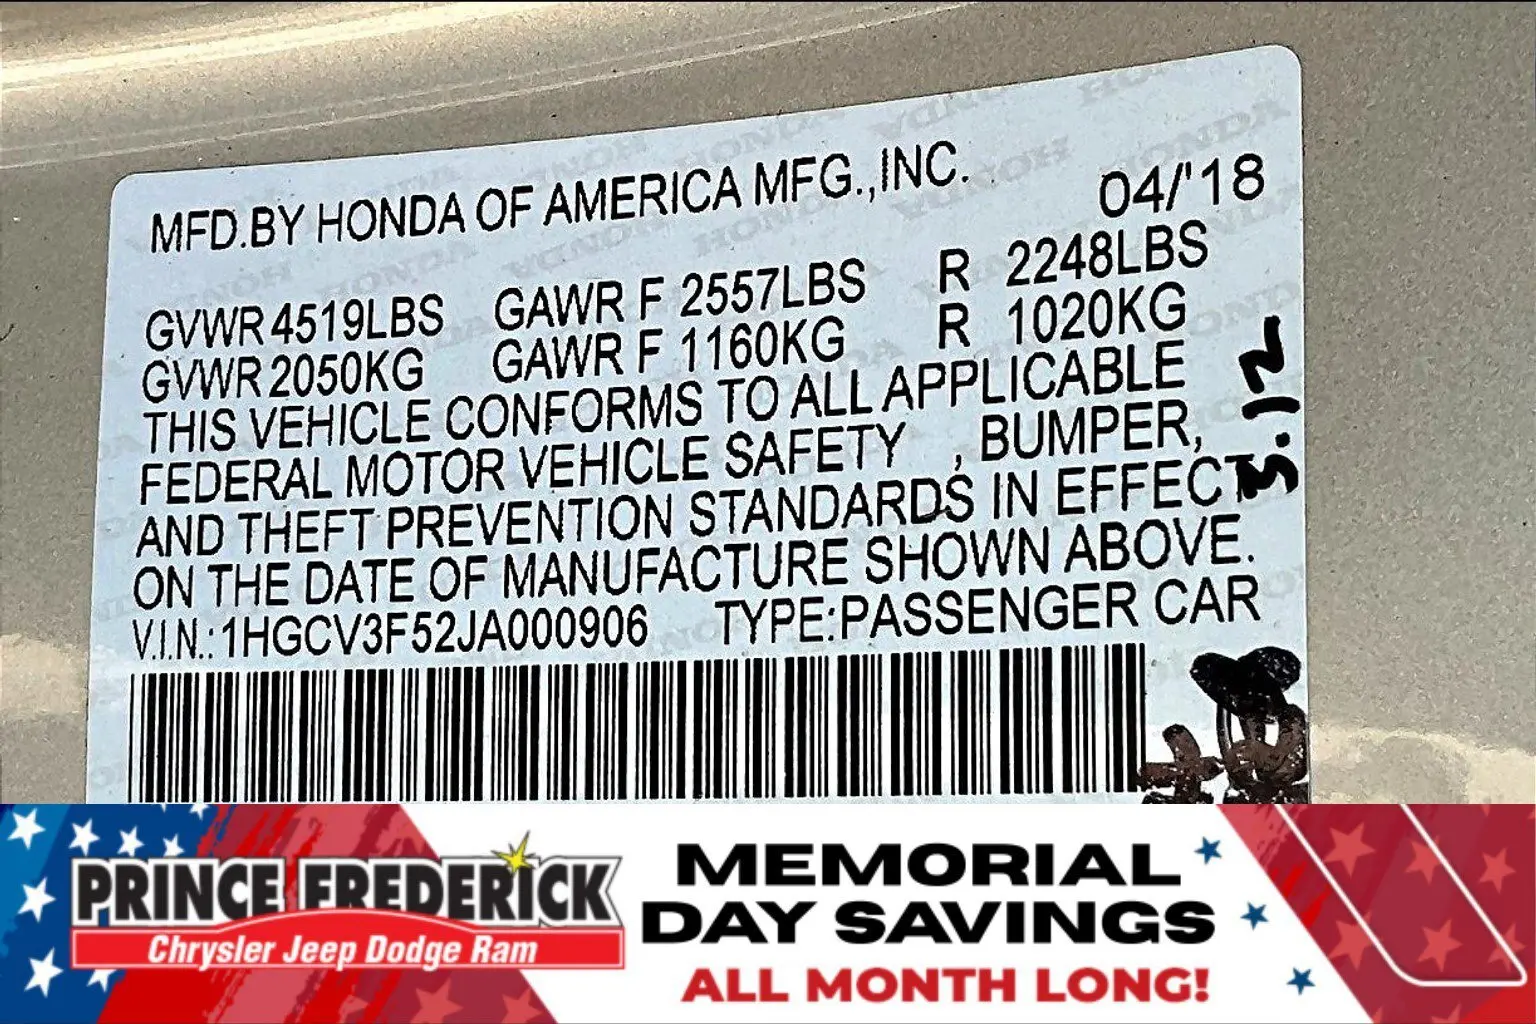 MFD.BY HONDA OF AMERICA MFG.,INC. 04/'18
GVWR 4519LBS GAWR F 2557LBS R 2248LBS
GVWR 2050KG GAWR F 1160KG R 1020KG
THIS VEHICLE CONFORMS TO ALL APPLICABLE
FEDERAL MOTOR VEHICLE SAFETY , BUMPER,
AND THEFT PREVENTION STANDARDS IN EFFECT
ON THE DATE OF MANUFACTURE SHOWN ABOVE.
V.I.N.: 1HGCV3F52JA000906 TYPE:PASSENGER CAR
PRINCE FREDERICK
Chrysler Jeep Dodge Ram
MEMORIAL
DAY SAVINGS
ALL MONTH LONG!